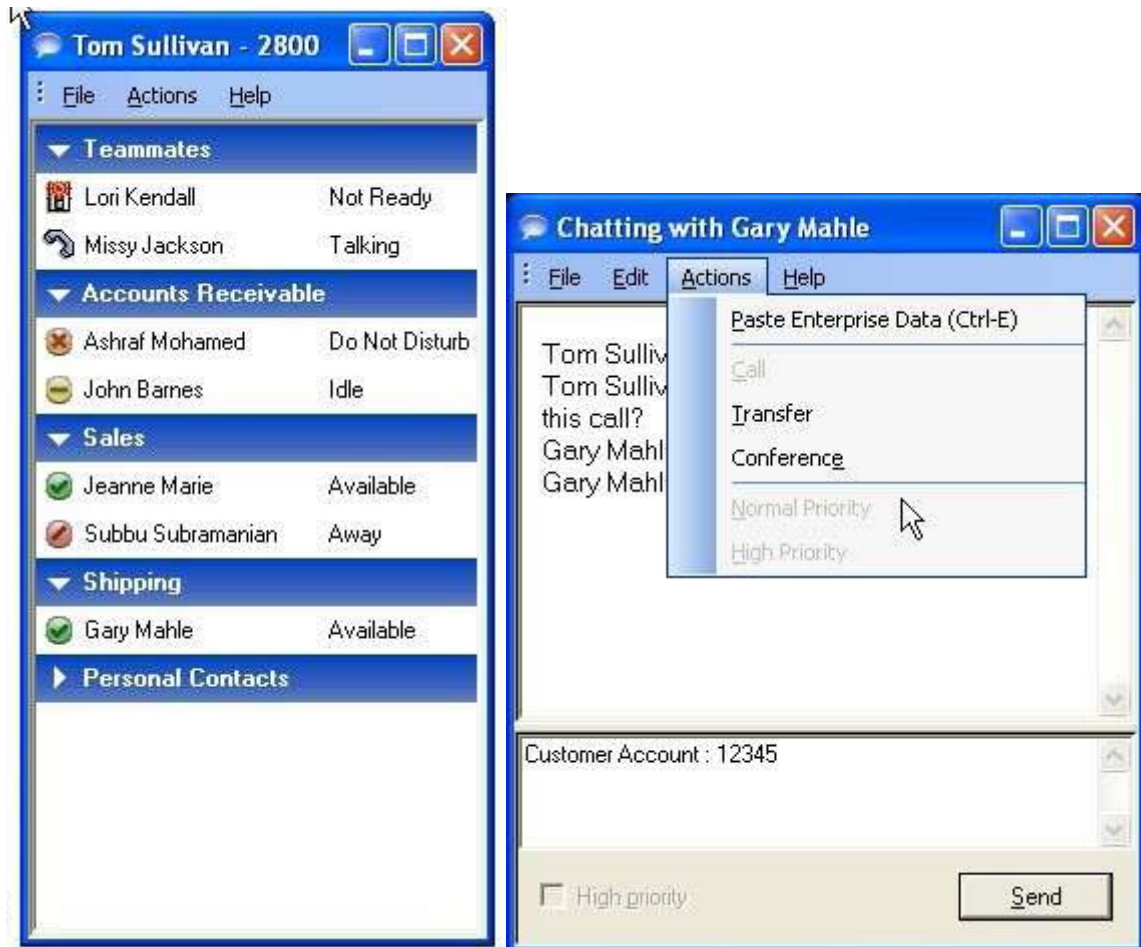 Tom Sullivan - 2800
File Actions Help
Teammates
Lori Kendall Not Ready
Missy Jackson Talking
Accounts Receivable
Ashraf Mohamed Do Not Disturb
John Barnes Idle
Sales
Jeanne Marie Available
Subbu Subramanian Away
Shipping
Gary Mahle Available
Personal Contacts
Chatting with Gary Mahle
File Edit Actions Help
Paste Enterprise Data (Ctrl-E)
Call
Transfer
Conference
Normal Priority
High Priority
Tom Sulliv
Tom Sulliv
this call?
Gary Mahl
Gary Mahl
Customer Account : 12345
High priority
Send